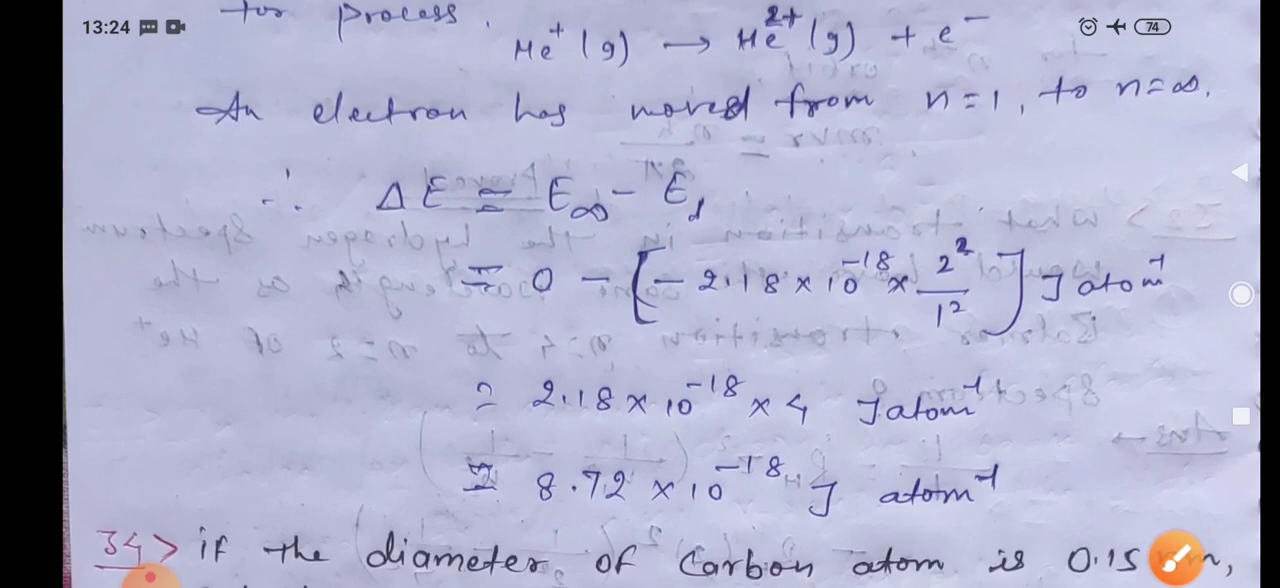 for process.
13:24
74
He⁺(g) → He²⁺(g) + e⁻
An electron has moved from n=1, to n=∞.
∴ ΔE = E∞ - E₁
= 0 - [- 2.18 × 10⁻¹⁸ × 2²/1²] J atom⁻¹
= 2.18 × 10⁻¹⁸ × 4 J atom⁻¹
= 8.72 × 10⁻¹⁸ J atom⁻¹
34> if the diameter of carbon atom is 0.15